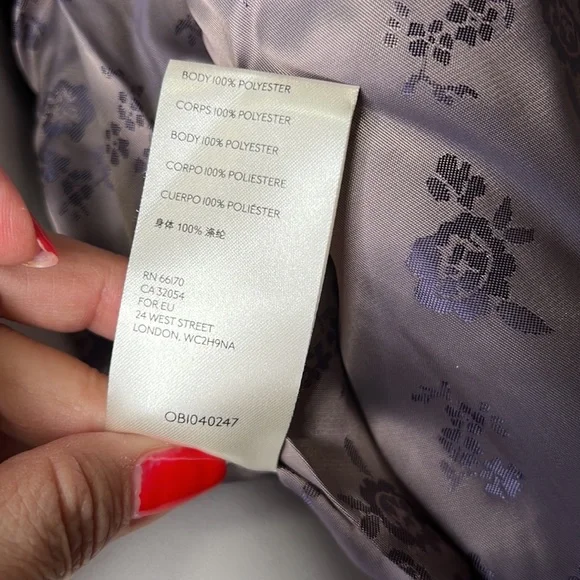 BODY 100% POLYESTER
CORPS 100% POLYESTER
BODY 100% POLYESTER
CORPO 100% POLIESTERE
CUERPO 100% POLIÉSTER
身体 100% 涤纶
RN 66170
CA 32054
FOR EU
24 WEST STREET
LONDON, WC2H9NA
OB1040247